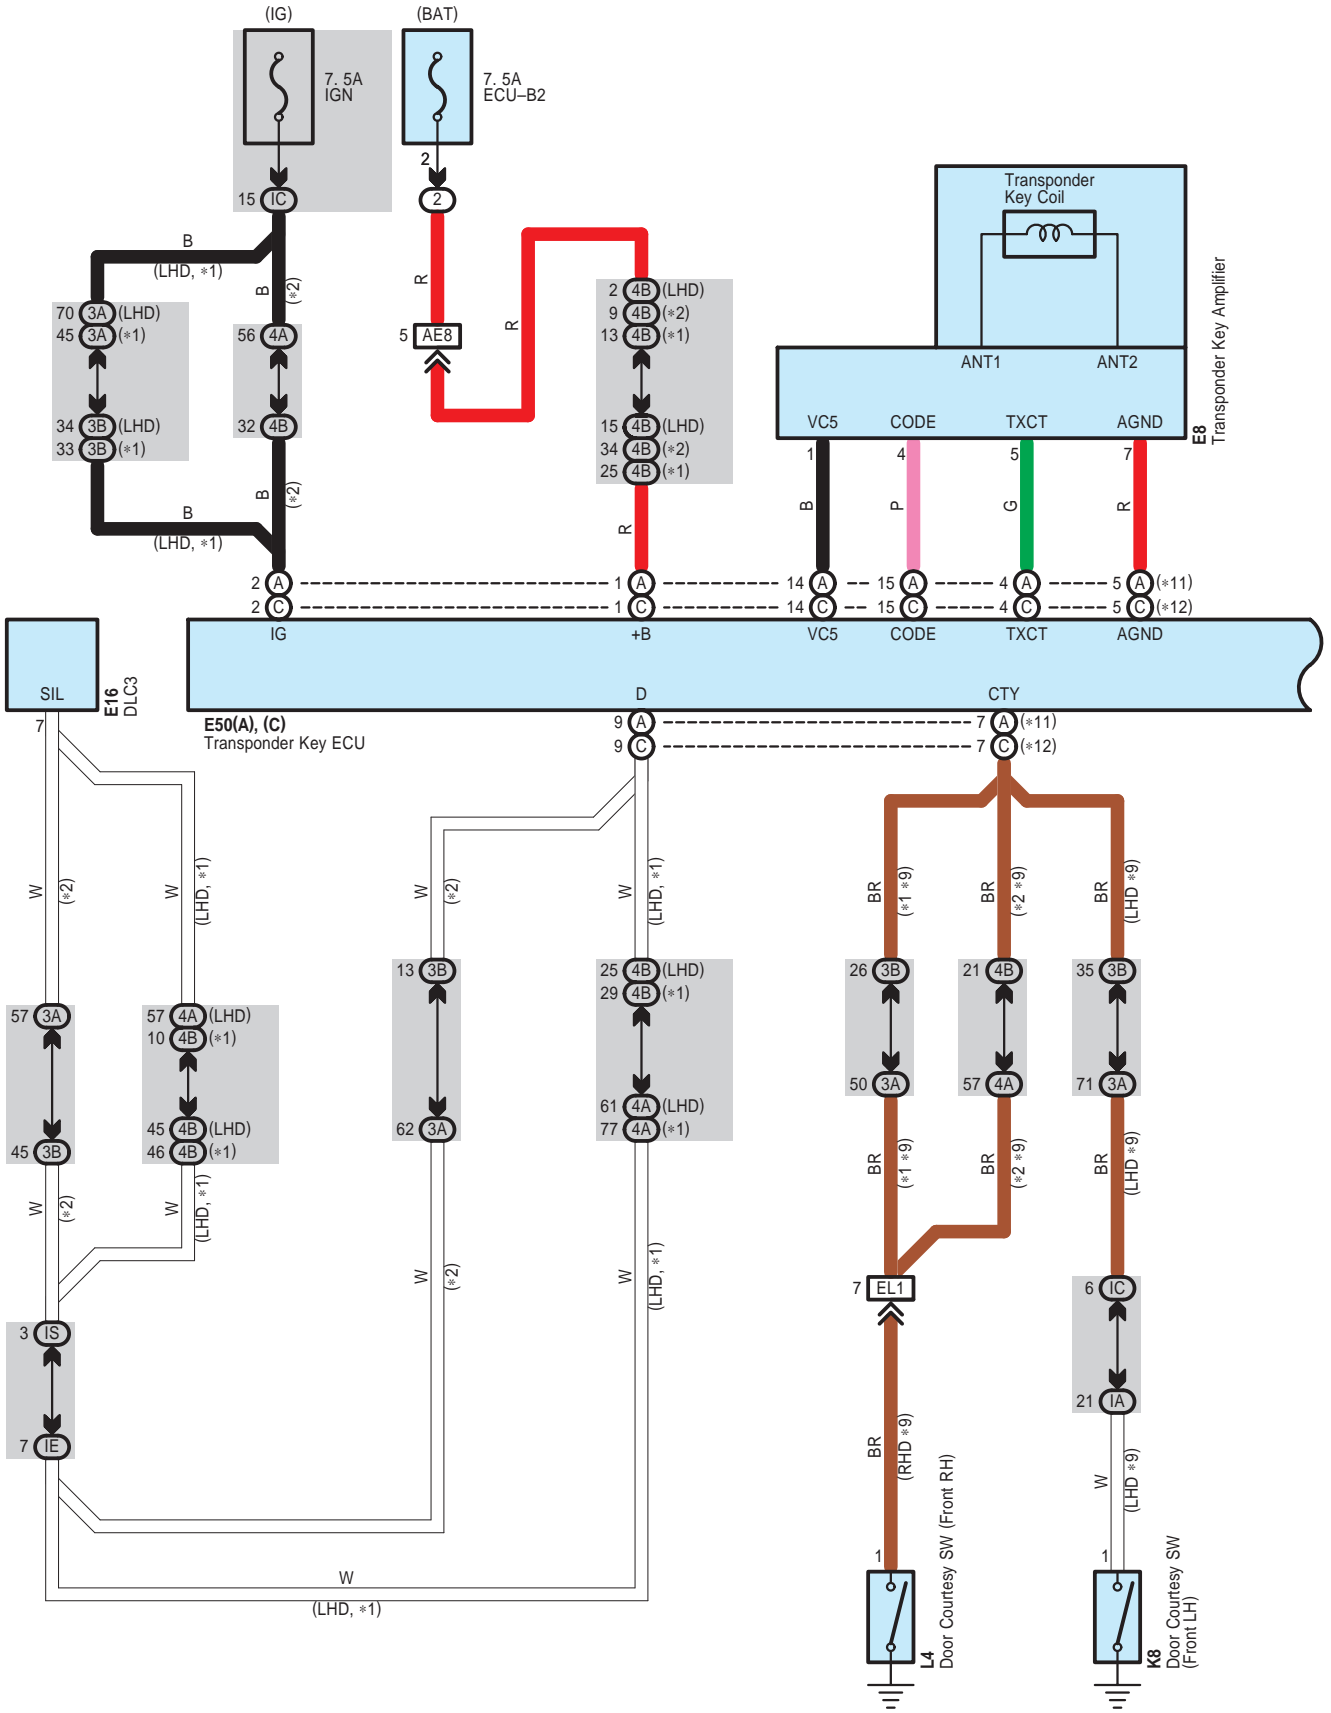 (IG)
(BAT)
7. 5A
IGN
7. 5A
ECU–B2
2
15 IC
2
Transponder
Key Coil
ANT1
ANT2
VC5
CODE
TXCT
AGND
E8
Transponder Key Amplifier
B
(LHD, *1)
B
(*2)
R
R
70 3A (LHD)
45 3A (*1)
34 3B (LHD)
33 3B (*1)
56 4A
32 4B
5 AE8
2 4B (LHD)
9 4B (*2)
13 4B (*1)
15 4B (LHD)
34 4B (*2)
25 4B (*1)
1
4
5
7
B
P
G
R
B
(LHD, *1)
B
(*2)
R
2 A
1 A
14 A
15 A
4 A
5 A (*11)
2 C
1 C
14 C
15 C
4 C
5 C (*12)
IG
+B
VC5
CODE
TXCT
AGND
SIL
E16
DLC3
7
D
CTY
E50(A), (C)
Transponder Key ECU
9 A
7 A (*11)
9 C
7 C (*12)
W
(*2)
W
(LHD, *1)
W
(*2)
W
(LHD, *1)
BR
(*1 *9)
BR
(*2 *9)
BR
(LHD *9)
57 3A
45 3B
57 4A (LHD)
10 4B (*1)
45 4B (LHD)
46 4B (*1)
13 3B
62 3A
25 4B (LHD)
29 4B (*1)
61 4A (LHD)
77 4A (*1)
26 3B
50 3A
21 4B
57 4A
35 3B
71 3A
W
(*2)
W
(LHD, *1)
W
(*2)
W
(LHD, *1)
BR
(*1 *9)
BR
(*2 *9)
BR
(LHD *9)
3 IS
7 IE
7 EL1
6 IC
21 IA
BR
(RHD *9)
W
(LHD *9)
W
(LHD, *1)
1
L4
Door Courtesy SW (Front RH)
1
K8
Door Courtesy SW
(Front LH)